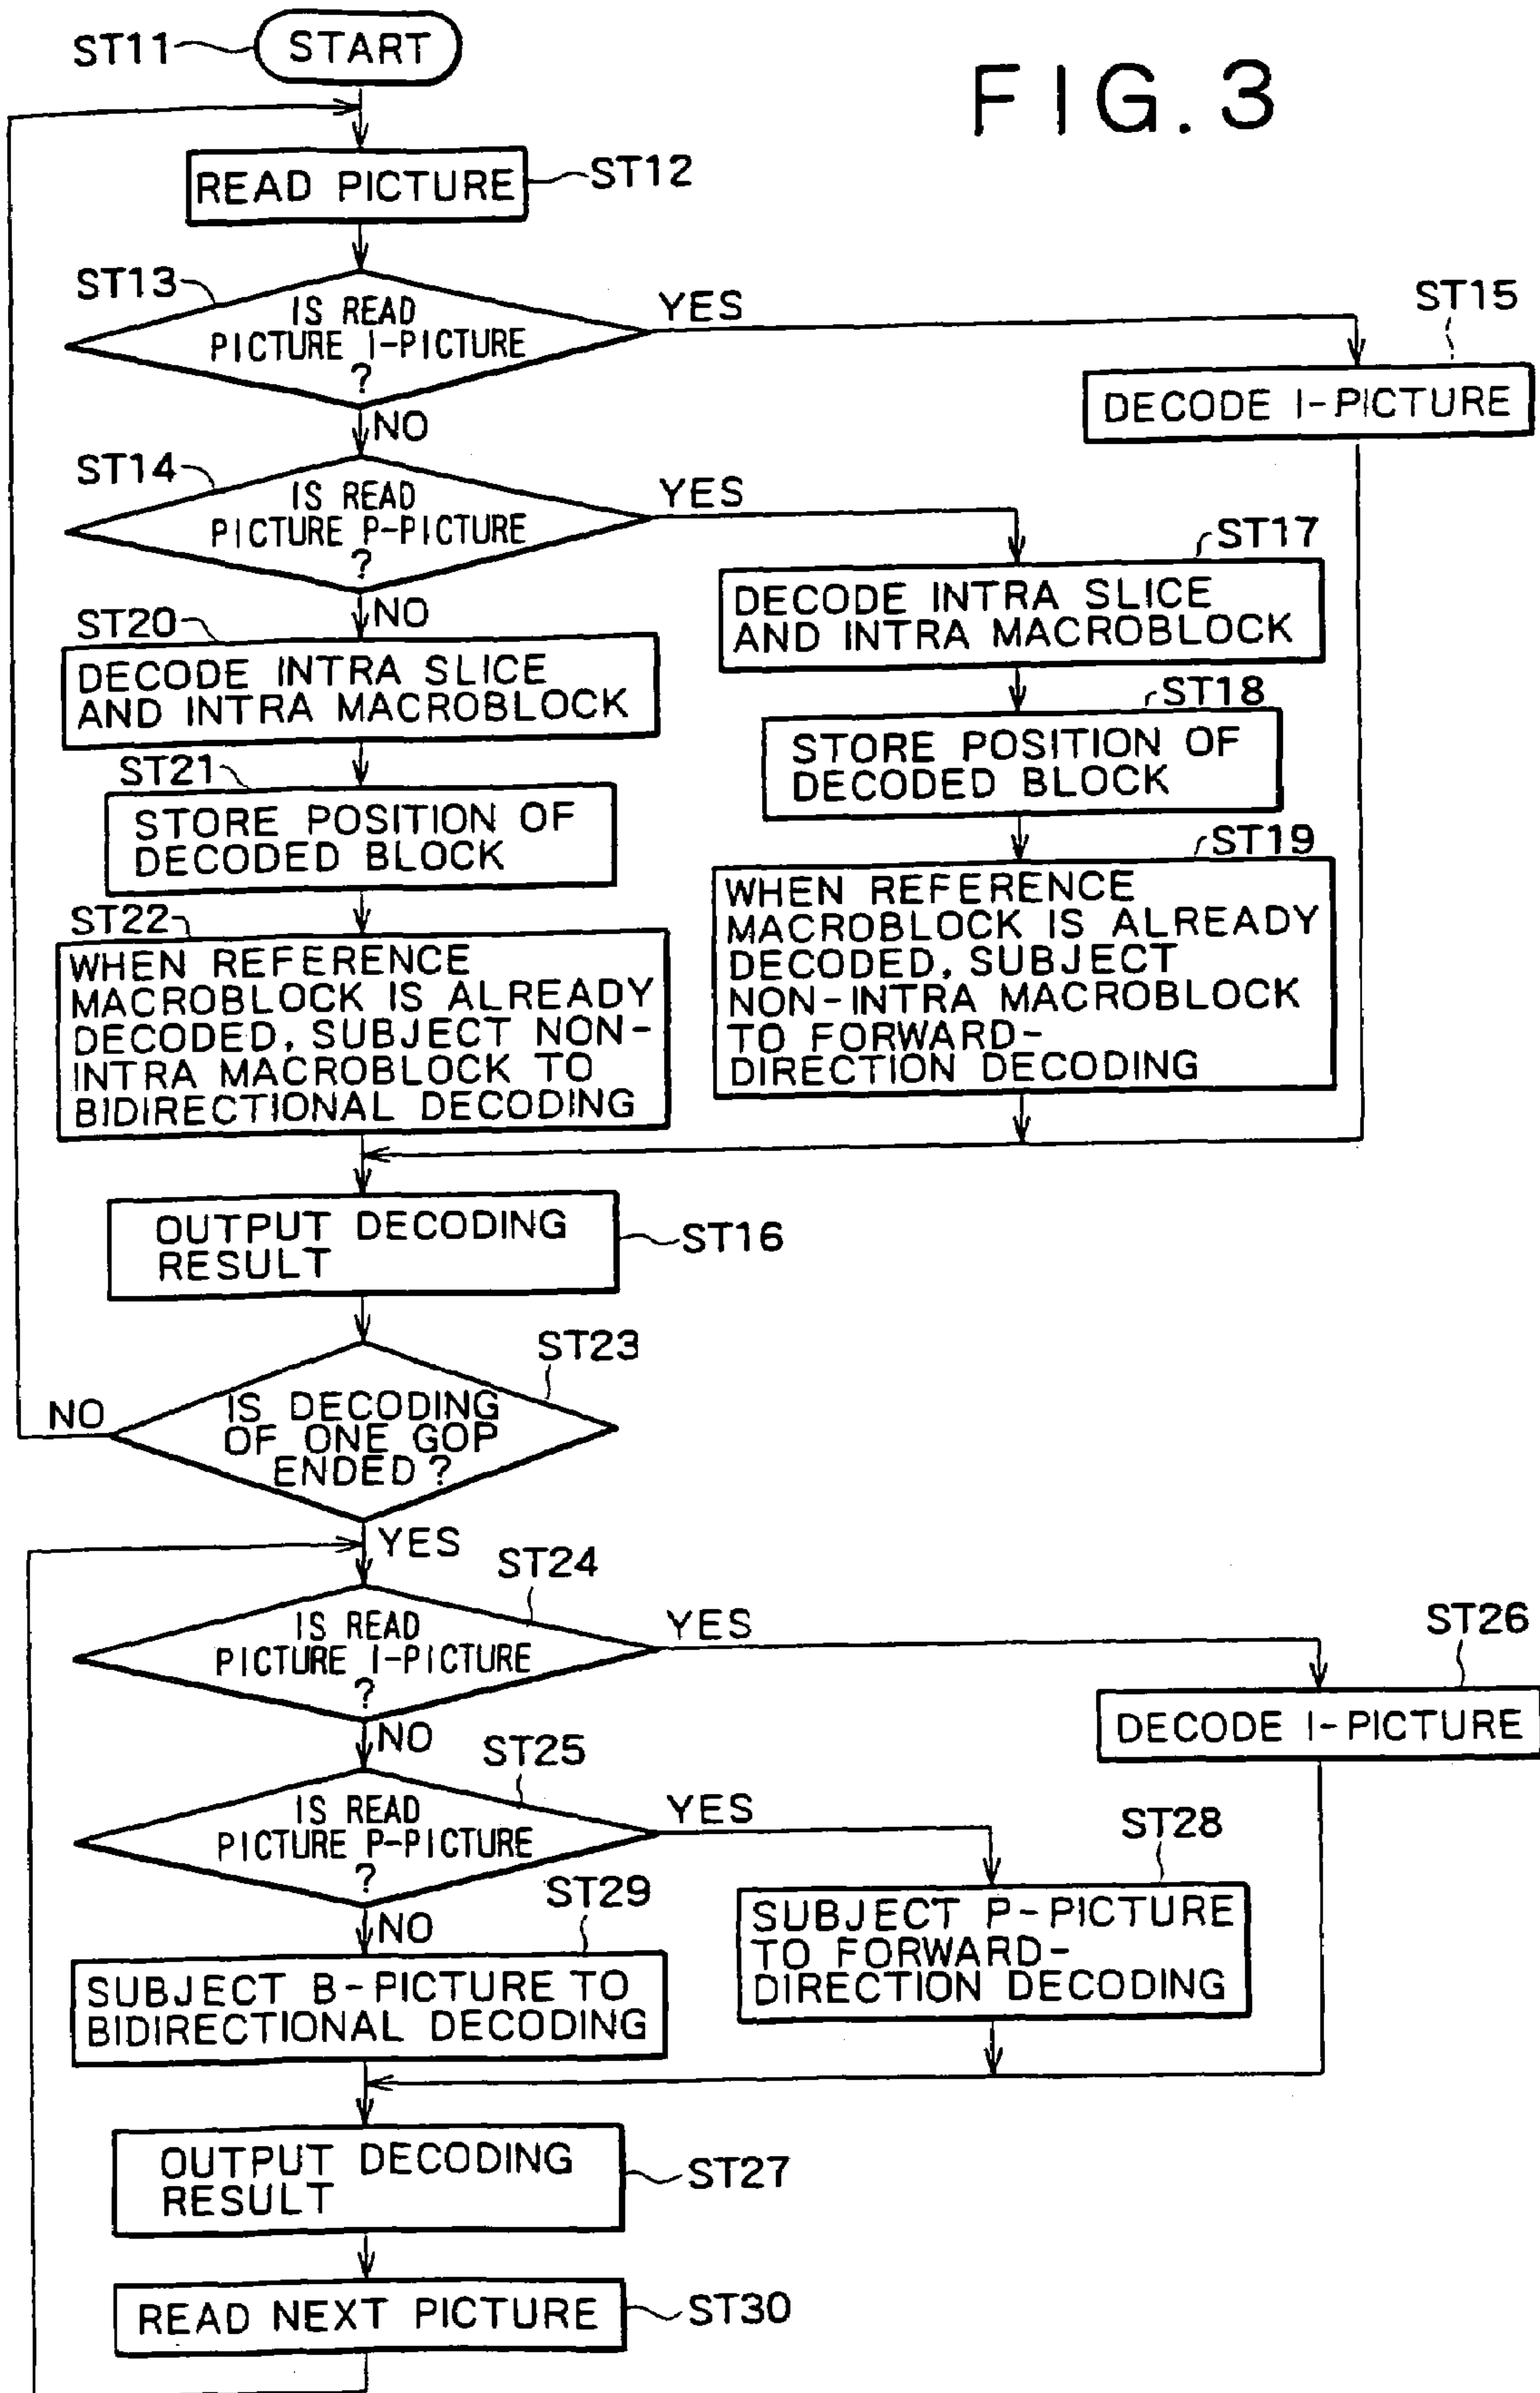 FIG. 3
ST11
START
READ PICTURE
ST12
ST13
IS READ
PICTURE I-PICTURE
?
YES
NO
ST15
DECODE I-PICTURE
ST14
IS READ
PICTURE P-PICTURE
?
YES
NO
ST17
DECODE INTRA SLICE
AND INTRA MACROBLOCK
ST18
STORE POSITION OF
DECODED BLOCK
ST19
WHEN REFERENCE
MACROBLOCK IS ALREADY
DECODED, SUBJECT
NON-INTRA MACROBLOCK
TO FORWARD-
DIRECTION DECODING
ST20
DECODE INTRA SLICE
AND INTRA MACROBLOCK
ST21
STORE POSITION OF
DECODED BLOCK
ST22
WHEN REFERENCE
MACROBLOCK IS ALREADY
DECODED, SUBJECT NON-
INTRA MACROBLOCK TO
BIDIRECTIONAL DECODING
OUTPUT DECODING
RESULT
ST16
ST23
IS DECODING
OF ONE GOP
ENDED ?
NO
YES
ST24
IS READ
PICTURE I-PICTURE
?
YES
NO
ST26
DECODE I-PICTURE
ST25
IS READ
PICTURE P-PICTURE
?
YES
NO
ST28
SUBJECT P-PICTURE
TO FORWARD-
DIRECTION DECODING
ST29
SUBJECT B-PICTURE TO
BIDIRECTIONAL DECODING
OUTPUT DECODING
RESULT
ST27
READ NEXT PICTURE
ST30